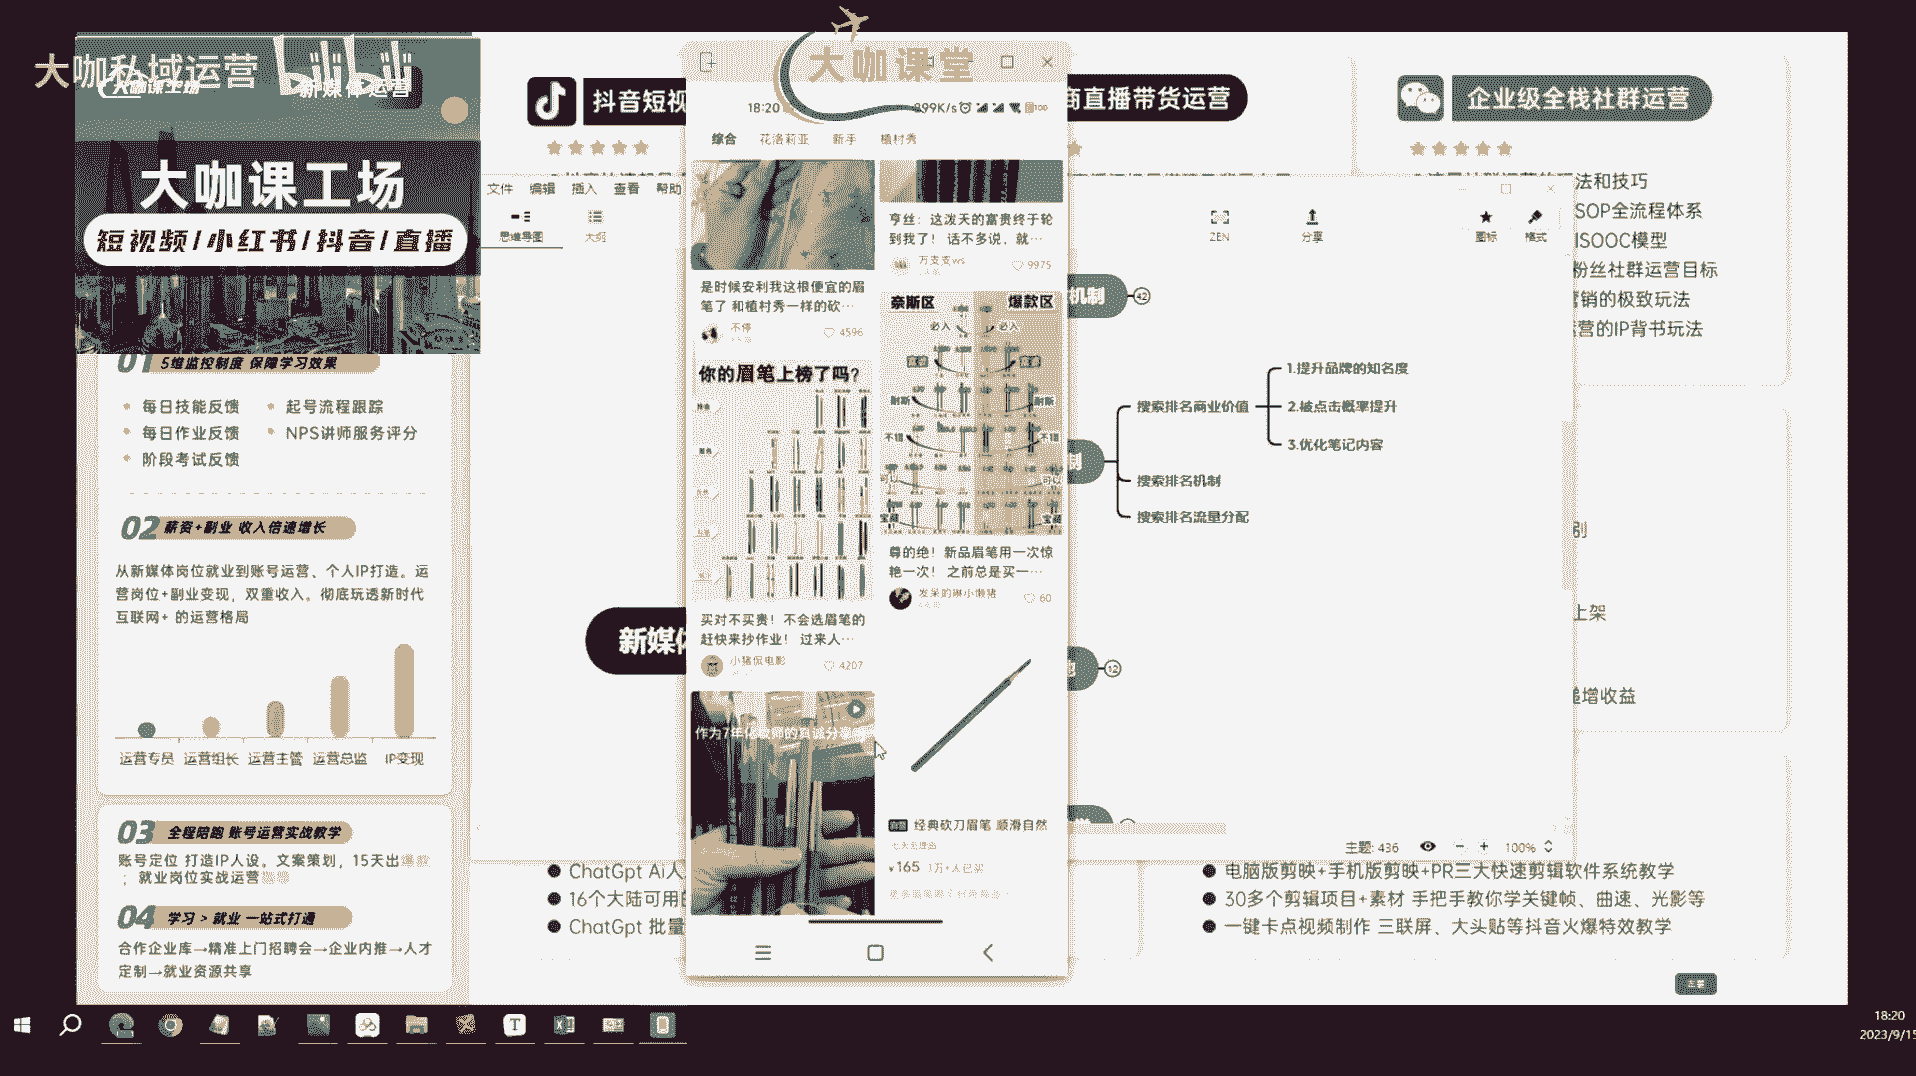 大咖私域运营
bilibili
大咖课工场
新媒体运营
大咖课工场
短视频/小红书/抖音/直播
01 5维监控制度 保障学习效果
每日技能反馈
起号流程跟踪
每日作业反馈
NPS讲师服务评分
阶段考试反馈
02 薪资+副业 收入倍速增长
从新媒体岗位就业到账号运营、个人IP打造。运
营岗位+副业变现，双重收入。彻底玩透新时代
互联网+ 的运营格局
运营专员 运营组长 运营主管 运营总监 IP变现
03 全程陪跑 账号运营实战教学
账号定位 打造IP人设。文案策划，15天出爆款
；就业岗位实战运营
04 学习 > 就业 一站式打通
合作企业库→精准上门招聘会→企业内推→人才
定制→就业资源共享
抖音短视
商直播带货运营
企业级全栈社群运营
法和技巧
SOP全流程体系
ISOOC模型
粉丝社群运营目标
营销的极致玩法
运营的IP背书玩法
上架
递增收益
文件 编辑 插入 查看 帮助
思维导图
大纲
ZEN
分享
图标
格式
新媒体
机制
42
制
搜索排名商业价值
1.提升品牌的知名度
2.被点击概率提升
3.优化笔记内容
搜索排名机制
搜索排名流量分配
12
主题: 436
100%
大咖课堂
18:20
899K/s
100
综合 花洛莉亚 新手 植村秀
是时候安利我这根便宜的眉
笔了 和植村秀一样的砍…
不停
4596
亨丝：这泼天的富贵终于轮
到我了！ 话不多说，就…
万支支ws
9975
你的眉笔上榜了吗?
买对不买贵！不会选眉笔的
赶快来抄作业！ 过来人…
小猪侃电影
4207
奈斯区
爆款区
必入
必入
耐斯
耐斯
不错
不错
可以
可以
宝藏
宝藏
尊的绝！新品眉笔用一次惊
艳一次！ 之前总是买一…
发呆的琳小懒猪
60
作为7年化妆师的真诚分享
经典砍刀眉笔 顺滑自然
¥165 1万+人已买
ChatGpt Ai人
16个大陆可用的
ChatGpt 批量
电脑版剪映+手机版剪映+PR三大快速剪辑软件系统教学
30多个剪辑项目+素材 手把手教你学关键帧、曲速、光影等
一键卡点视频制作 三联屏、大头贴等抖音火爆特效教学
18:20
2023/9/15